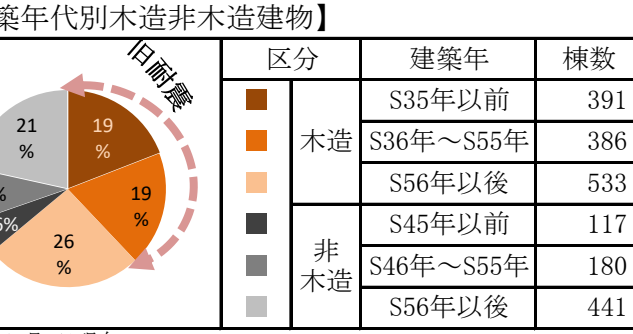 築年代別木造非木造建物】
旧耐震
区分 建築年 棟数
木造 S35年以前 391
S36年～S55年 386
S56年以後 533
非木造 S45年以前 117
S46年～S55年 180
S56年以後 441
19%
19%
26%
%
%
21%